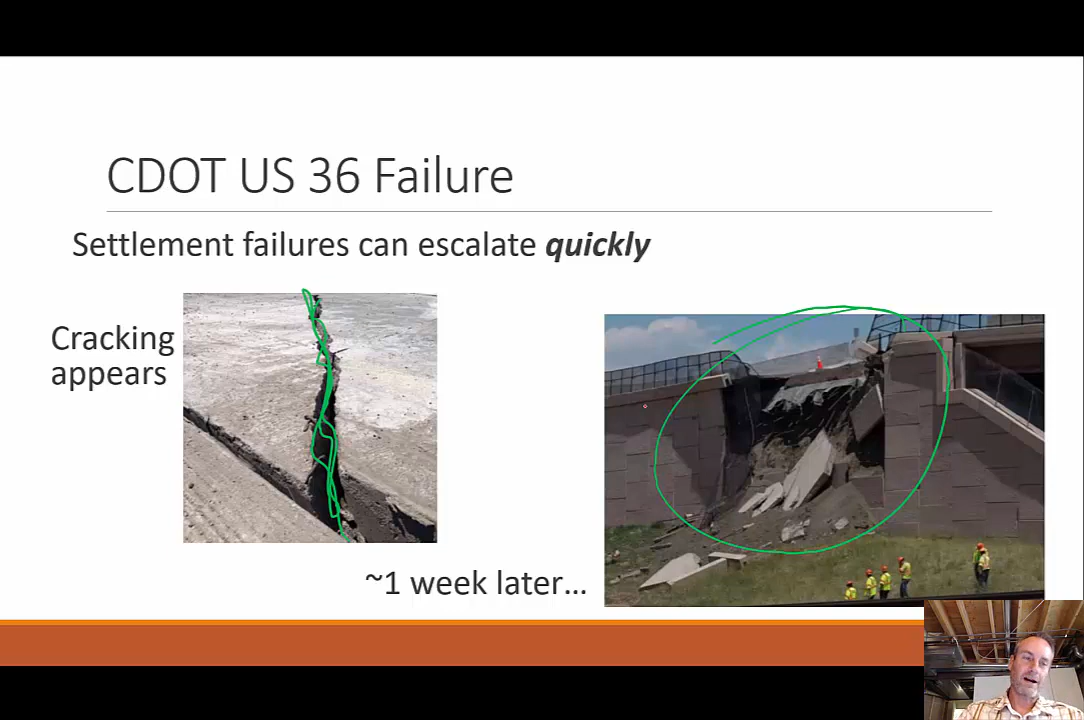 CDOT US 36 Failure
Settlement failures can escalate quickly
Cracking
appears
~1 week later…